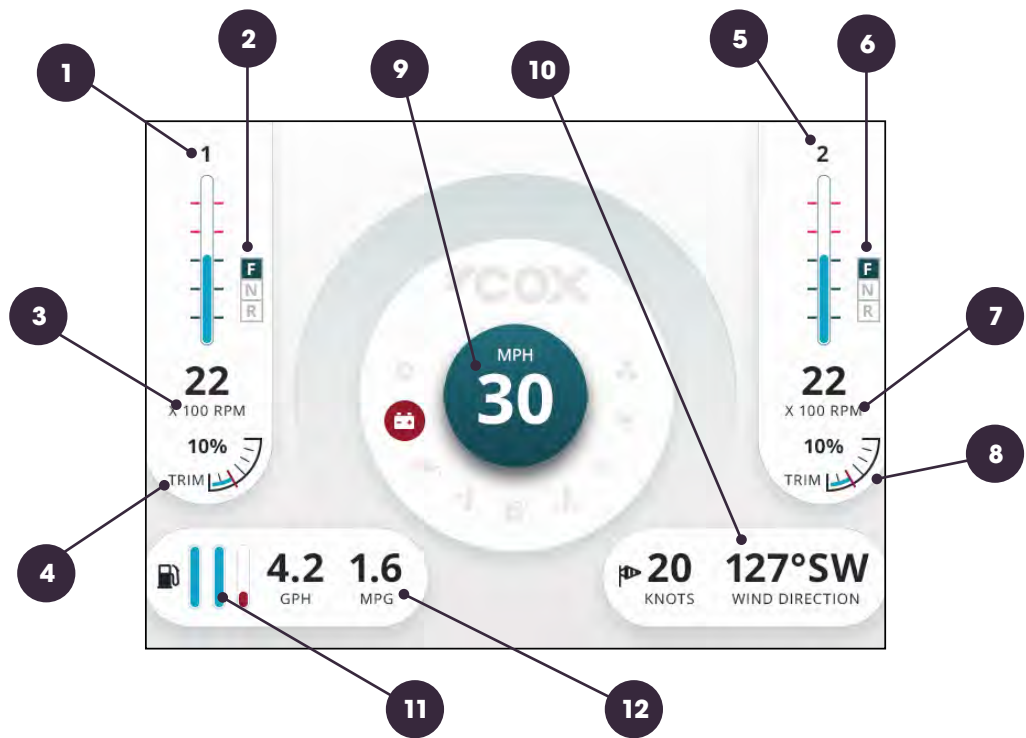 1
2
3
4
5
6
7
8
9
10
11
12
1
F
N
R
22
X 100 RPM
10%
TRIM
COX
MPH
30
2
F
N
R
22
X 100 RPM
10%
TRIM
4.2 1.6
GPH MPG
20 127°SW
KNOTS WIND DIRECTION